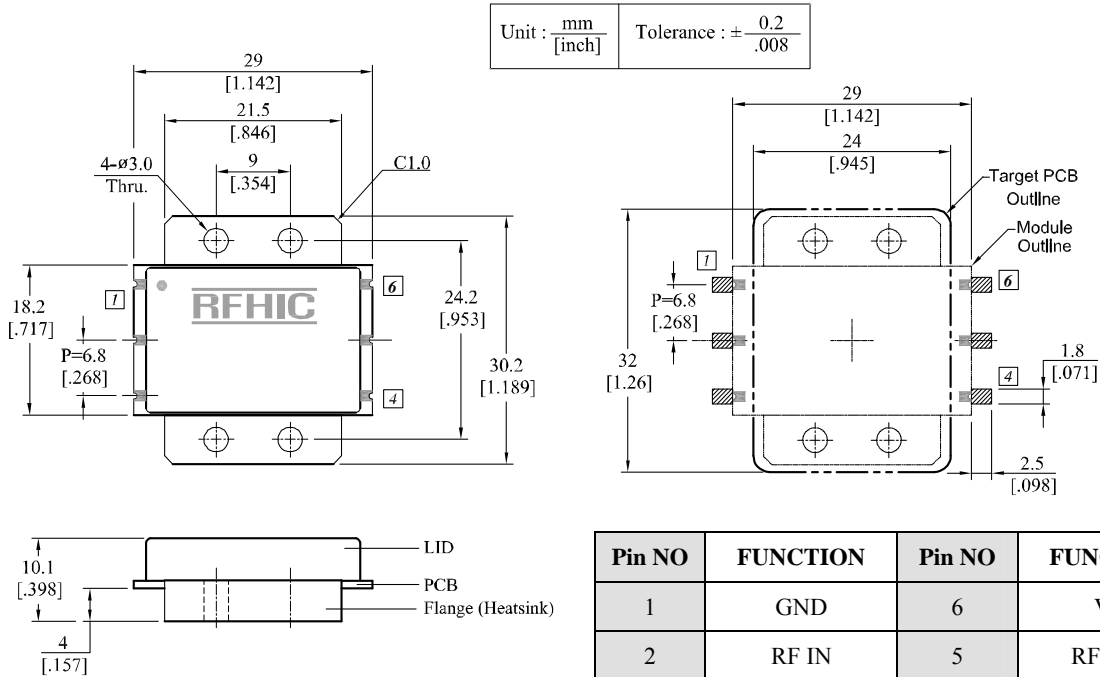 Unit : mm [inch]
Tolerance : ± 0.2 .008
29
[1.142]
21.5
[.846]
9
[.354]
4-ø3.0
Thru.
C1.0
1
6
RFHIC
18.2
[.717]
P=6.8
[.268]
4
24.2
[.953]
30.2
[1.189]
29
[1.142]
24
[.945]
Target PCB
Outline
Module
Outline
1
6
P=6.8
[.268]
32
[1.26]
4
1.8
[.071]
2.5
[.098]
10.1
[.398]
4
[.157]
LID
PCB
Flange (Heatsink)
Pin NO FUNCTION Pin NO
1 GND 6
2 RF IN 5 RF